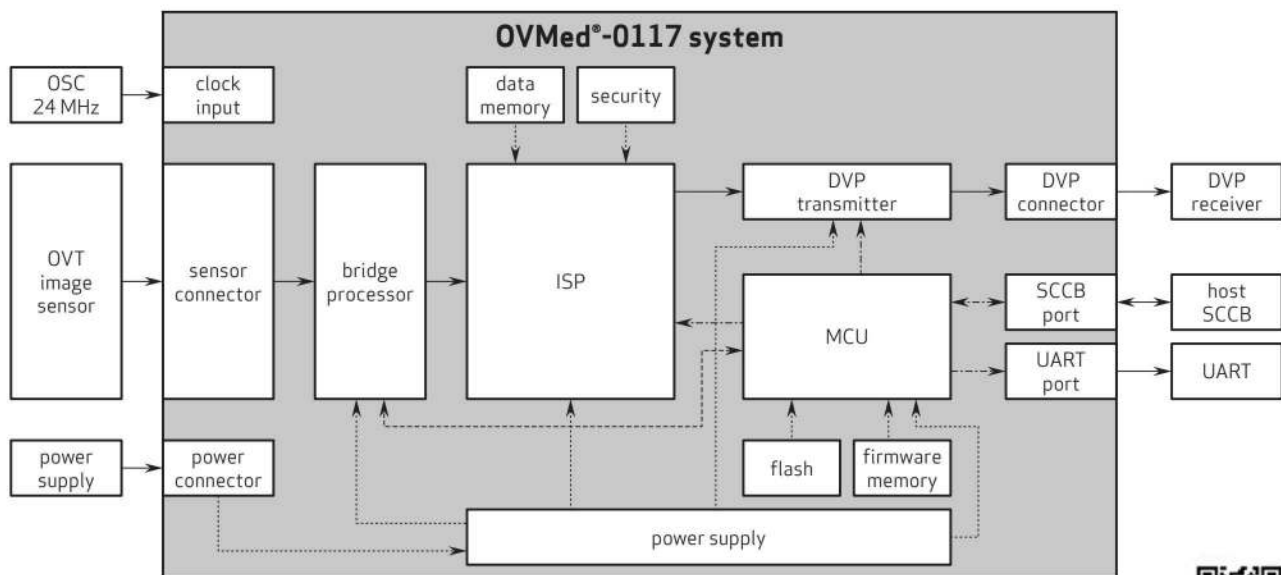 OVMed®-0117 system
OSC
24 MHz
clock
input
data
memory
security
OVT
image
sensor
sensor
connector
bridge
processor
ISP
DVP
transmitter
DVP
connector
DVP
receiver
MCU
SCCB
port
host
SCCB
UART
port
UART
power
supply
power
connector
flash
firmware
memory
power supply